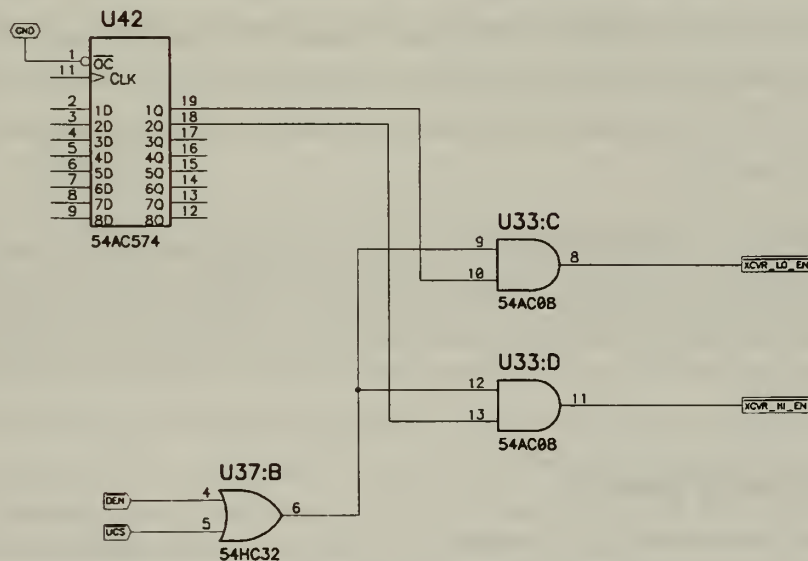 U42
GND
1 OC
11 CLK
2 1D 1Q 19
3 2D 2Q 18
4 3D 3Q 17
5 4D 4Q 16
6 5D 5Q 15
7 6D 6Q 14
8 7D 7Q 13
9 8D 8Q 12
54AC574
U33:C
9
8
10
54AC08
XCVR_LO_EN
U33:D
12
11
13
54AC08
XCVR_HI_EN
U37:B
DEN 4
6
UCS 5
54HC32